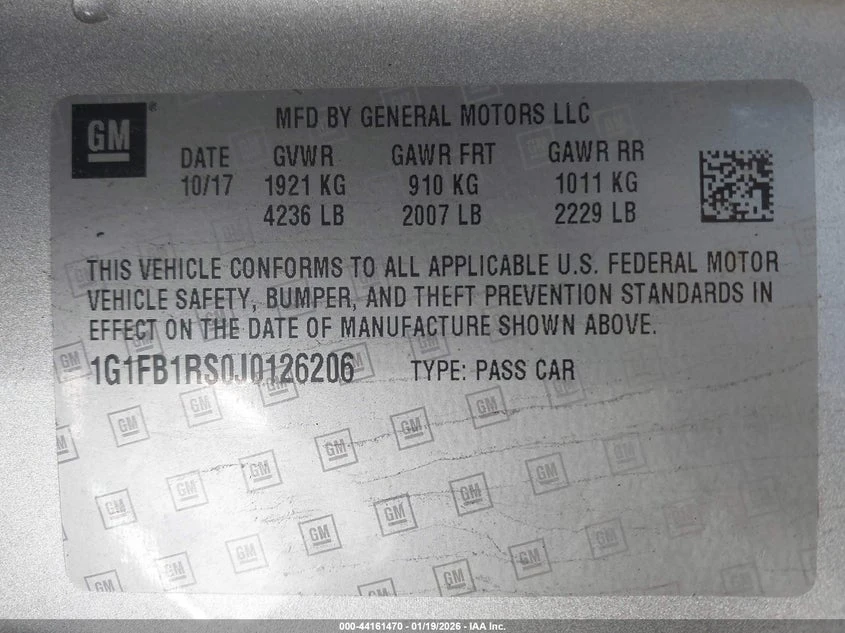 GM
MFD BY GENERAL MOTORS LLC
DATE GVWR GAWR FRT GAWR RR
10/17 1921 KG 910 KG 1011 KG
4236 LB 2007 LB 2229 LB
THIS VEHICLE CONFORMS TO ALL APPLICABLE U.S. FEDERAL MOTOR
VEHICLE SAFETY, BUMPER, AND THEFT PREVENTION STANDARDS IN
EFFECT ON THE DATE OF MANUFACTURE SHOWN ABOVE.
1G1FB1RS0J0126206 TYPE: PASS CAR
000-44161470 - 01/19/2026 - IAA Inc.